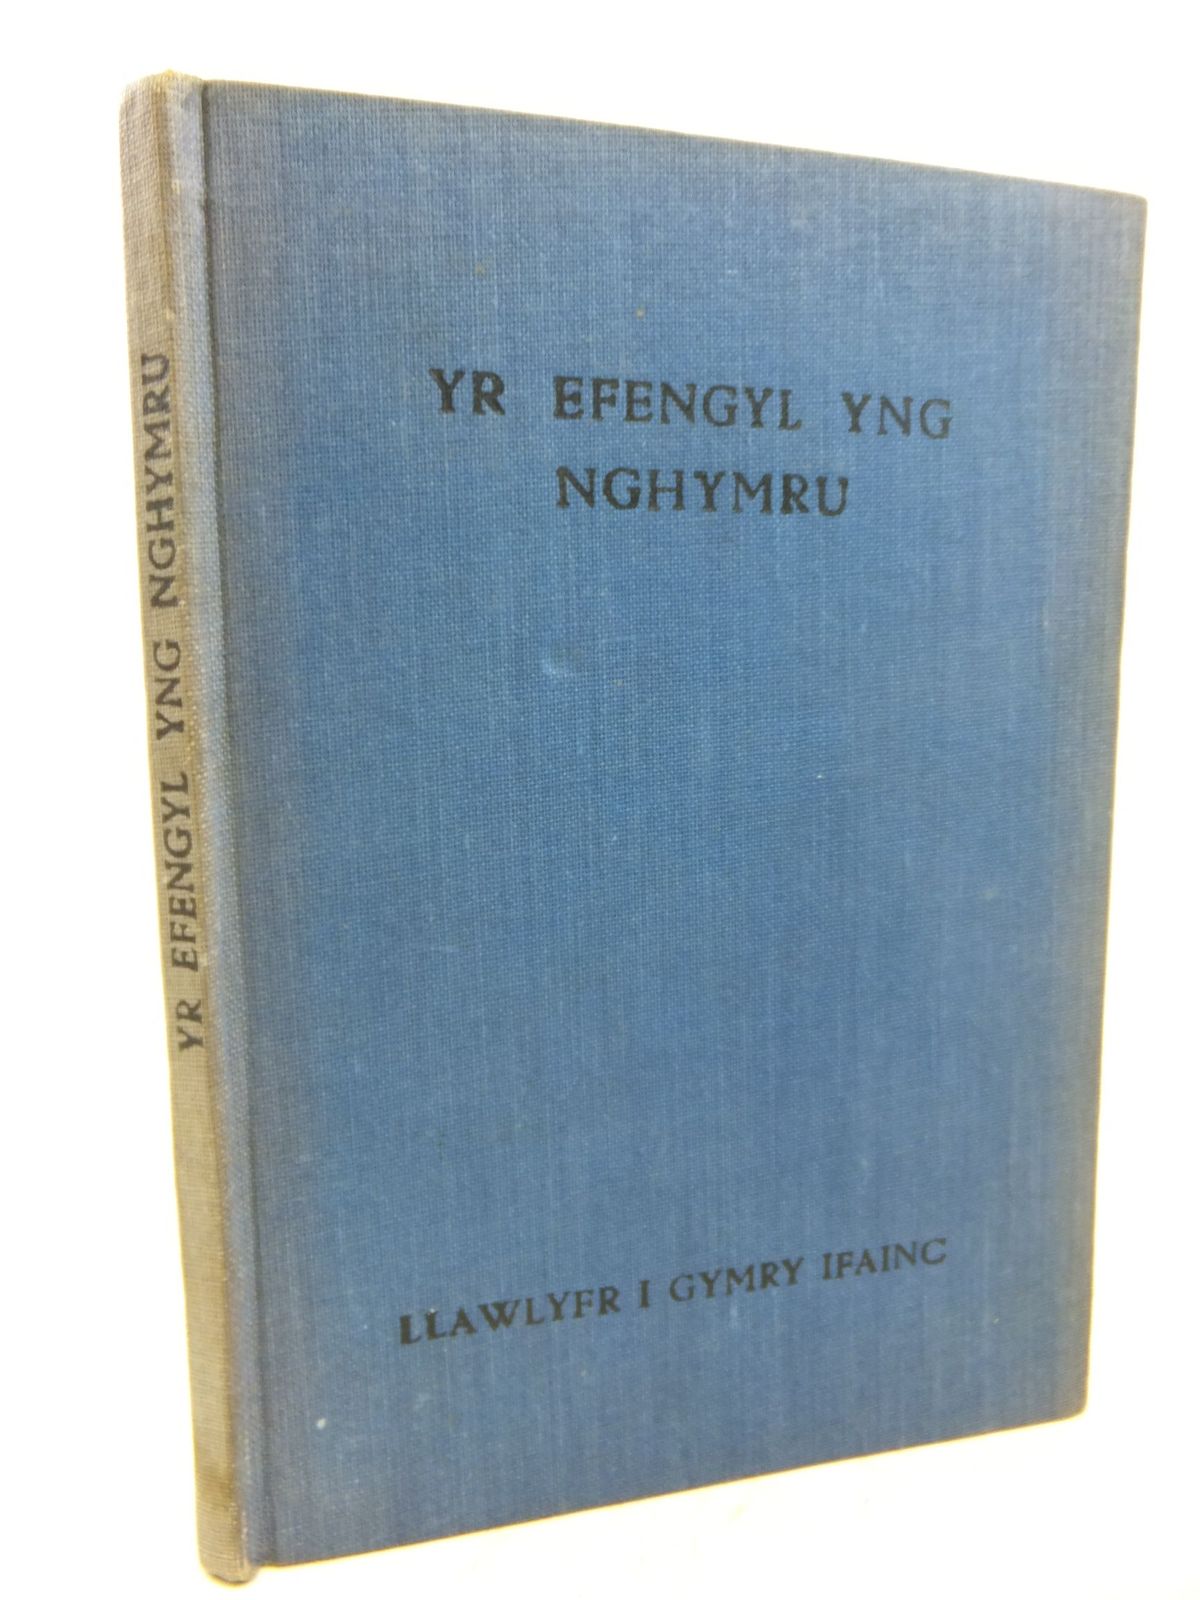 YR EFENGYL YNG NGHYMRU
YR EFENGYL YNG
NGHYMRU
LLAWLYFR I GYMRY IFAINC